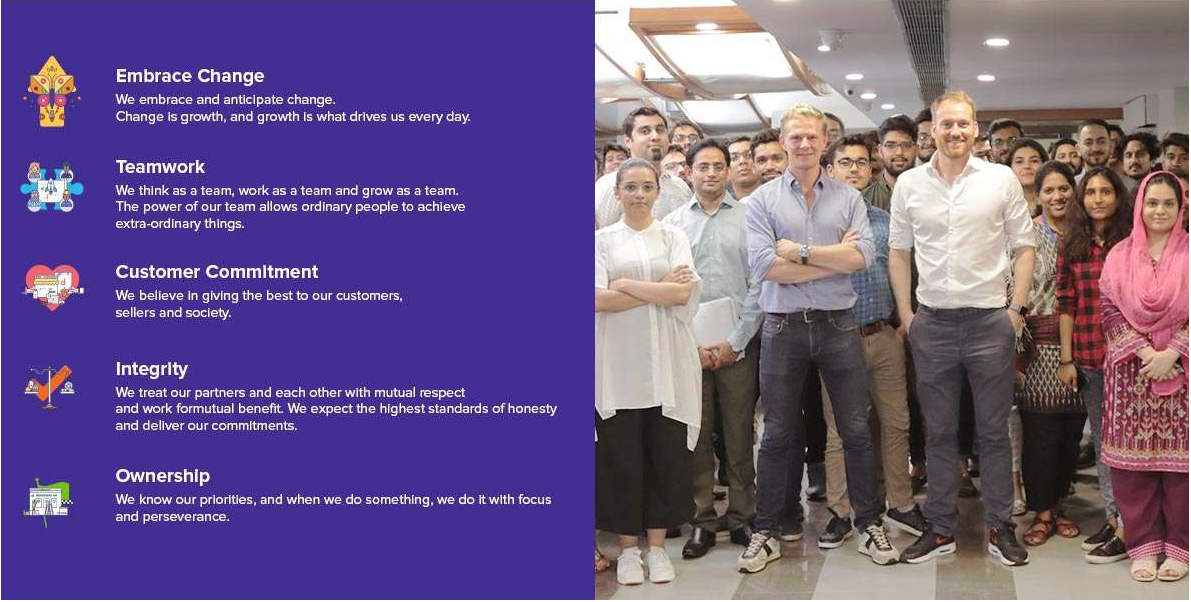 Embrace Change
We embrace and anticipate change.
Change is growth, and growth is what drives us every day.
Teamwork
We think as a team, work as a team and grow as a team.
The power of our team allows ordinary people to achieve
extra-ordinary things.
Customer Commitment
We believe in giving the best to our customers,
sellers and society.
Integrity
We treat our partners and each other with mutual respect
and work formutual benefit. We expect the highest standards of honesty
and deliver our commitments.
Ownership
We know our priorities, and when we do something, we do it with focus
and perseverance.